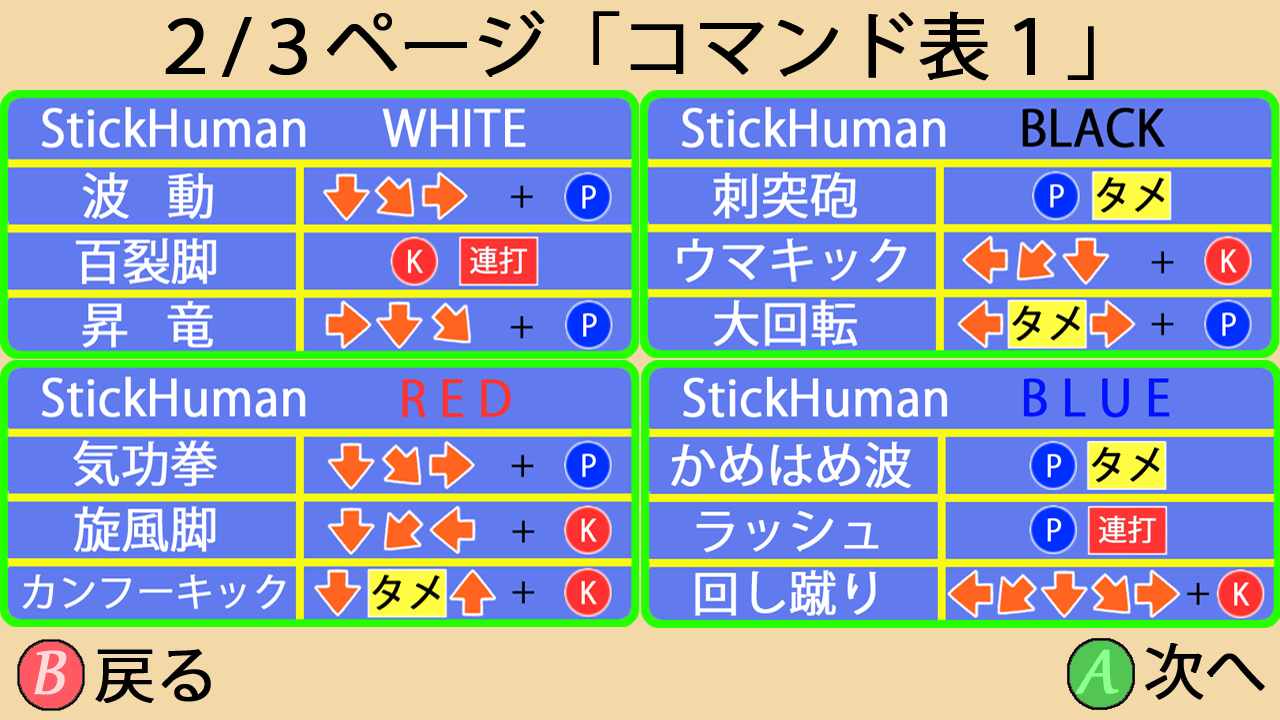 2/3ページ「コマンド表1」
StickHuman WHITE
波動 + P
百裂脚 K 連打
昇竜 + P
StickHuman BLACK
刺突砲 P タメ
ウマキック + K
大回転 タメ + P
StickHuman RED
気功拳 + P
旋風脚 + K
カンフーキック タメ + K
StickHuman BLUE
かめはめ波 P タメ
ラッシュ P 連打
回し蹴り + K
B 戻る
A 次へ